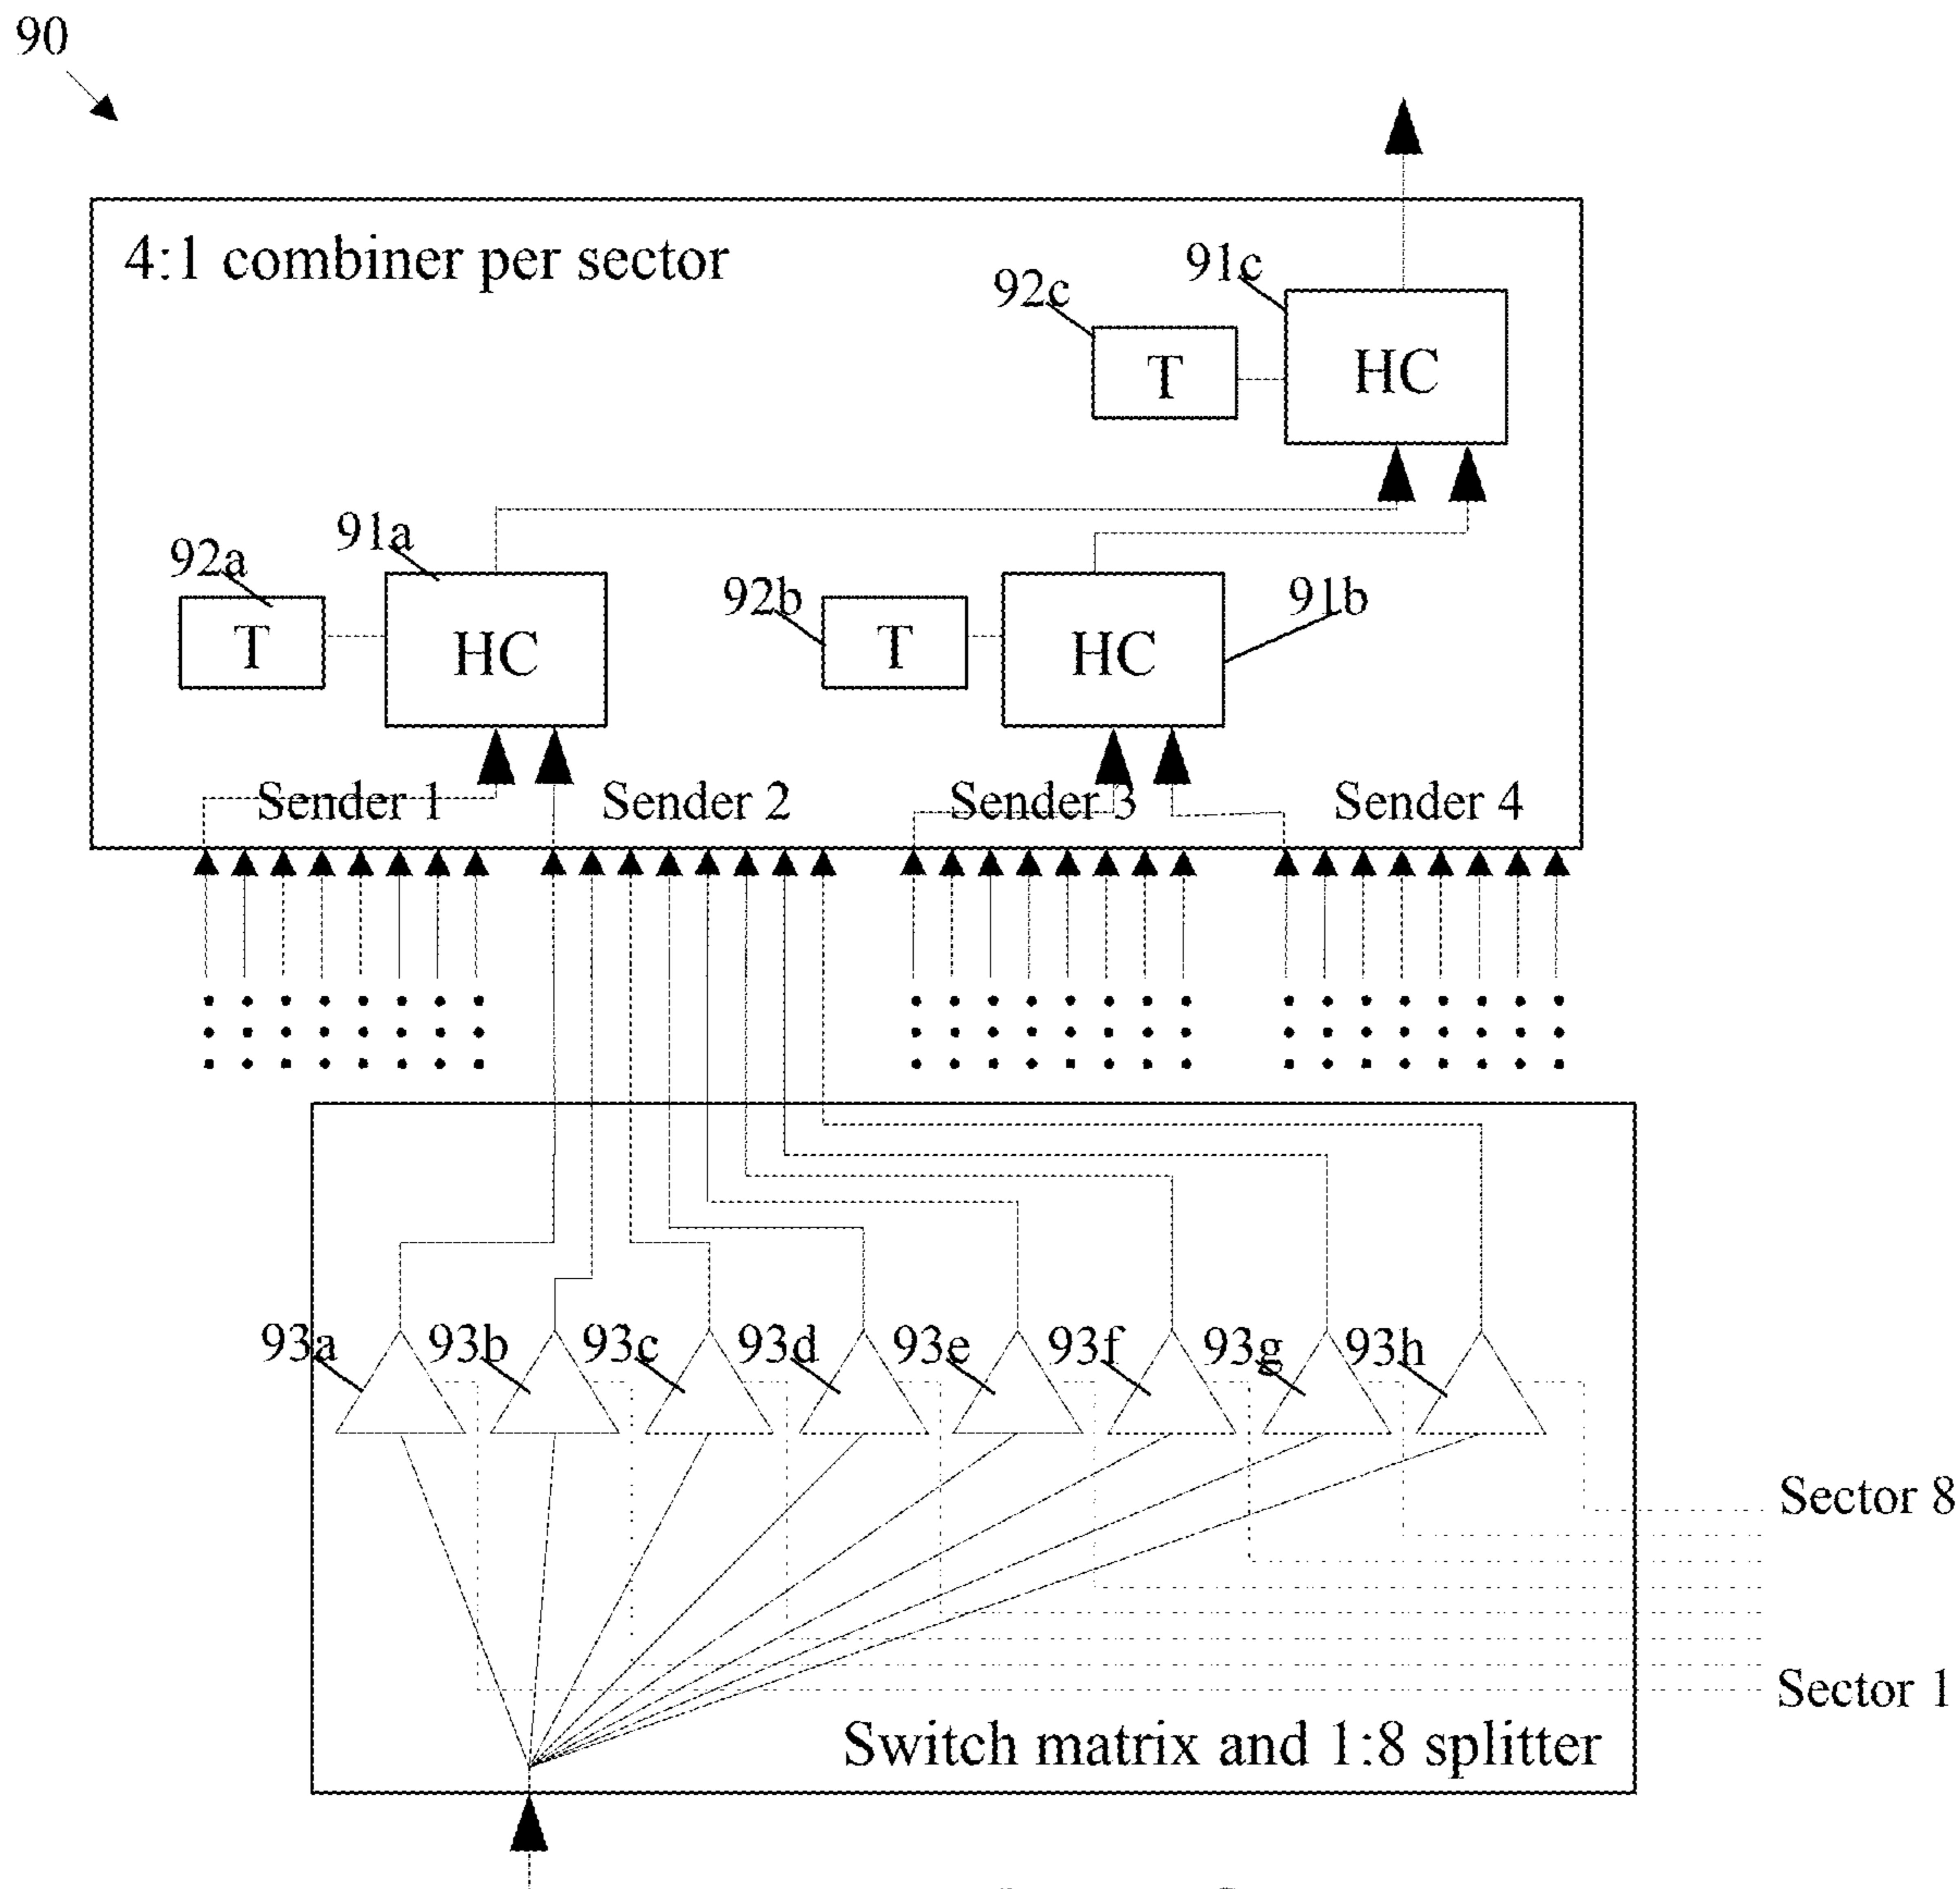 90
4:1 combiner per sector
91c
92c
HC
T
91a
92a
92b
91b
T
HC
T
HC
Sender 1
Sender 2
Sender 3
Sender 4
93a
93b
93c
93d
93e
93f
93g
93h
Sector 8
Sector 1
Switch matrix and 1:8 splitter